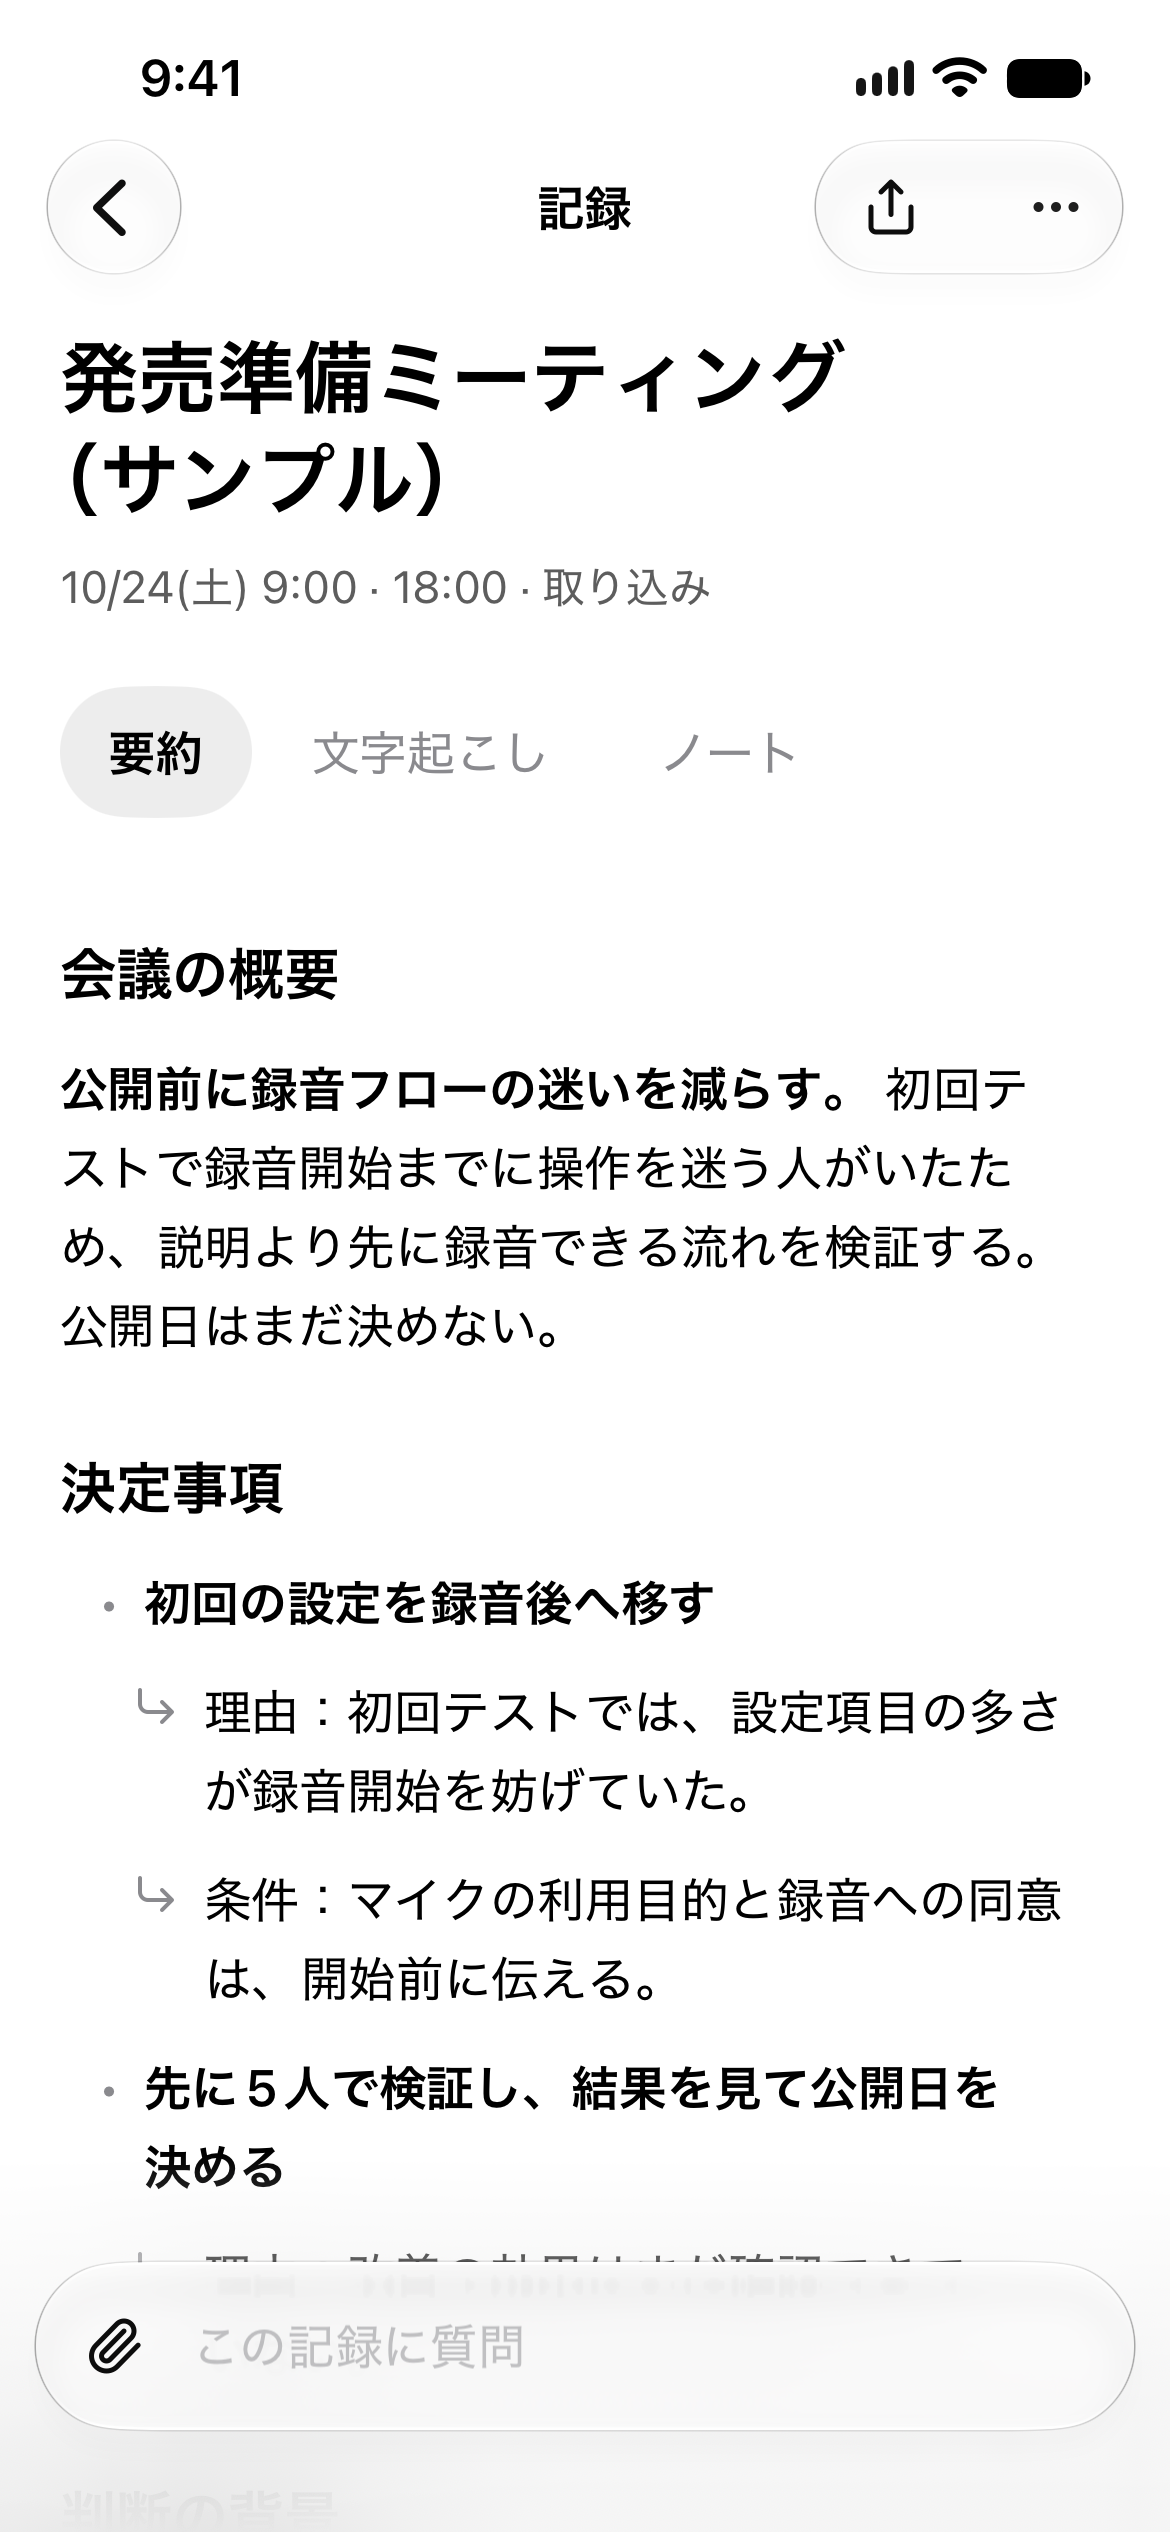 9:41
記録
発売準備ミーティング
（サンプル）
10/24(土) 9:00 · 18:00 · 取り込み
要約 文字起こし ノート
会議の概要
公開前に録音フローの迷いを減らす。 初回テ
ストで録音開始までに操作を迷う人がいたた
め、説明より先に録音できる流れを検証する。
公開日はまだ決めない。
決定事項
• 初回の設定を録音後へ移す
理由：初回テストでは、設定項目の多さ
が録音開始を妨げていた。
条件：マイクの利用目的と録音への同意
は、開始前に伝える。
• 先に５人で検証し、結果を見て公開日を
決める
この記録に質問
判断の背景